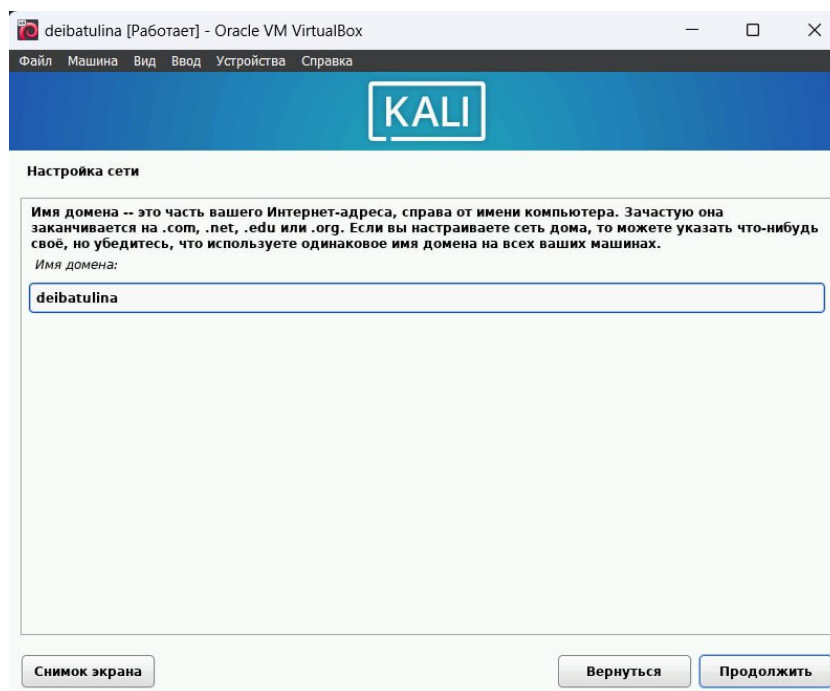 deibatulina [Работает] - Oracle VM VirtualBox
Файл Машина Вид Ввод Устройства Справка
KALI
Настройка сети
Имя домена -- это часть вашего Интернет-адреса, справа от имени компьютера. Зачастую она
заканчивается на .com, .net, .edu или .org. Если вы настраиваете сеть дома, то можете указать что-нибудь
своё, но убедитесь, что используете одинаковое имя домена на всех ваших машинах.
Имя домена:
deibatulina
Снимок экрана Вернуться Продолжить